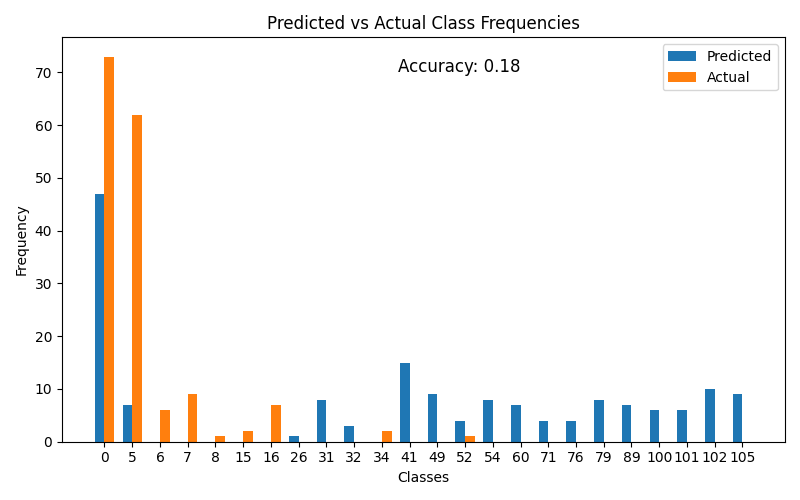 Predicted vs Actual Class Frequencies
Accuracy: 0.18
Predicted
Actual
Frequency
70
60
50
40
30
20
10
0
0 5 6 7 8 15 16 26 31 32 34 41 49 52 54 60 71 76 79 89 100 101 102 105
Classes